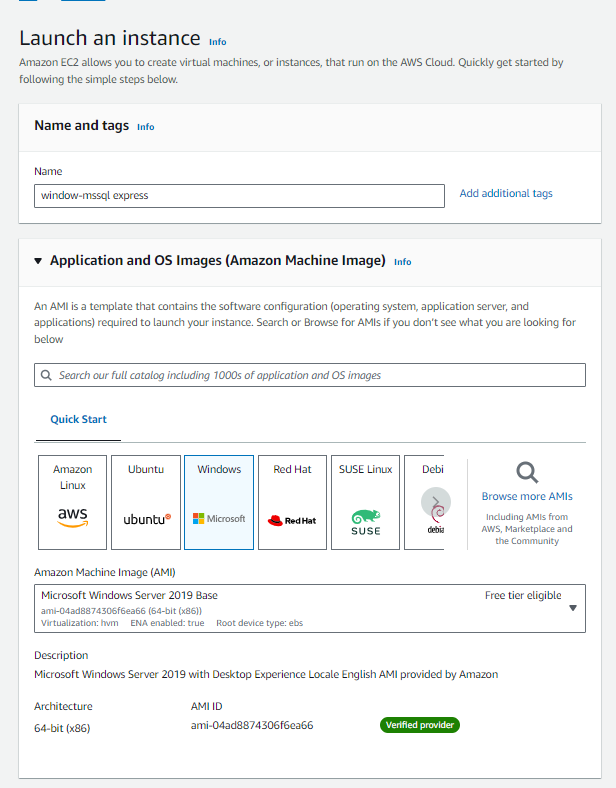 Launch an instance Info
Amazon EC2 allows you to create virtual machines, or instances, that run on the AWS Cloud. Quickly get started by
following the simple steps below.
Name and tags Info
Name
window-mssql express
Add additional tags
Application and OS Images (Amazon Machine Image) Info
An AMI is a template that contains the software configuration (operating system, application server, and
applications) required to launch your instance. Search or Browse for AMIs if you don't see what you are looking for
below
Search our full catalog including 1000s of application and OS images
Quick Start
Amazon
Linux
aws
Ubuntu
ubuntu
Windows
Microsoft
Red Hat
Red Hat
SUSE Linux
SUSE
Debi
debia
Browse more AMIs
Including AMIs from
AWS, Marketplace and
the Community
Amazon Machine Image (AMI)
Microsoft Windows Server 2019 Base
Free tier eligible
ami-04ad8874306f6ea66 (64-bit (x86))
Virtualization: hvm ENA enabled: true Root device type: ebs
Description
Microsoft Windows Server 2019 with Desktop Experience Locale English AMI provided by Amazon
Architecture
64-bit (x86)
AMI ID
ami-04ad8874306f6ea66
Verified provider